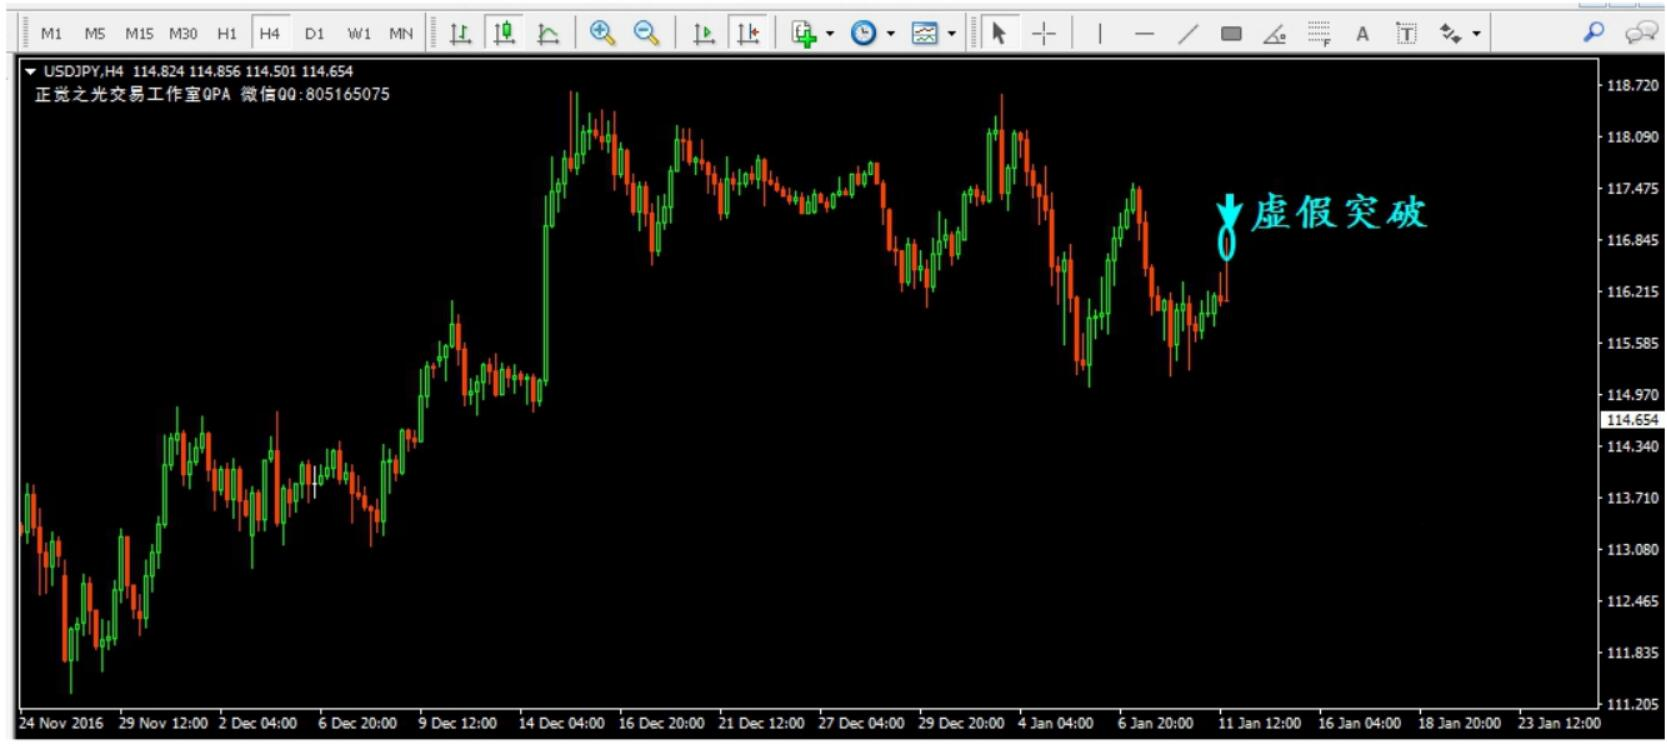 M1 M5 M15 M30 H1 H4 D1 W1 MN F A T
USDJPY,H4 114.824 114.856 114.501 114.654
正觉之光交易工作室QPA 微信QQ:805165075
118.720
118.090
117.475
虚假突破
116.845
116.215
115.585
114.970
114.654
114.340
113.710
113.080
112.465
111.835
111.205
24 Nov 2016 29 Nov 12:00 2 Dec 04:00 6 Dec 20:00 9 Dec 12:00 14 Dec 04:00 16 Dec 20:00 21 Dec 12:00 27 Dec 04:00 29 Dec 20:00 4 Jan 04:00 6 Jan 20:00 11 Jan 12:00 16 Jan 04:00 18 Jan 20:00 23 Jan 12:00